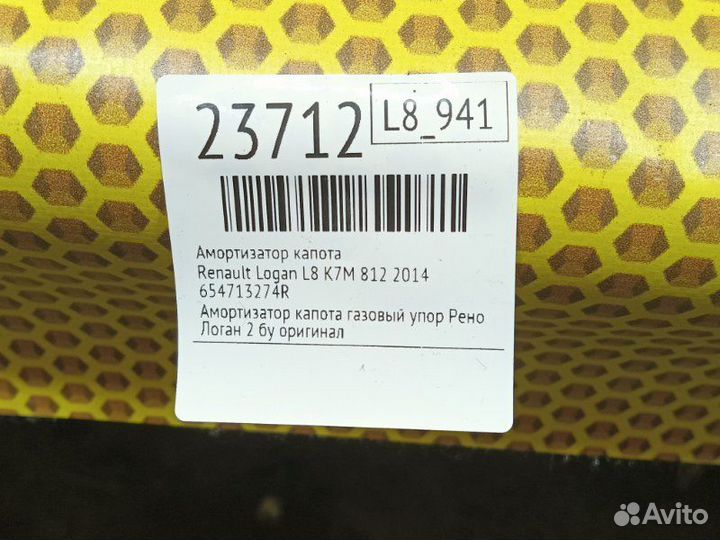 23712
L8_941
Амортизатор капота
Renault Logan L8 K7M 812 2014
654713274R
Амортизатор капота газовый упор Рено
Логан 2 бу оригинал
Avito